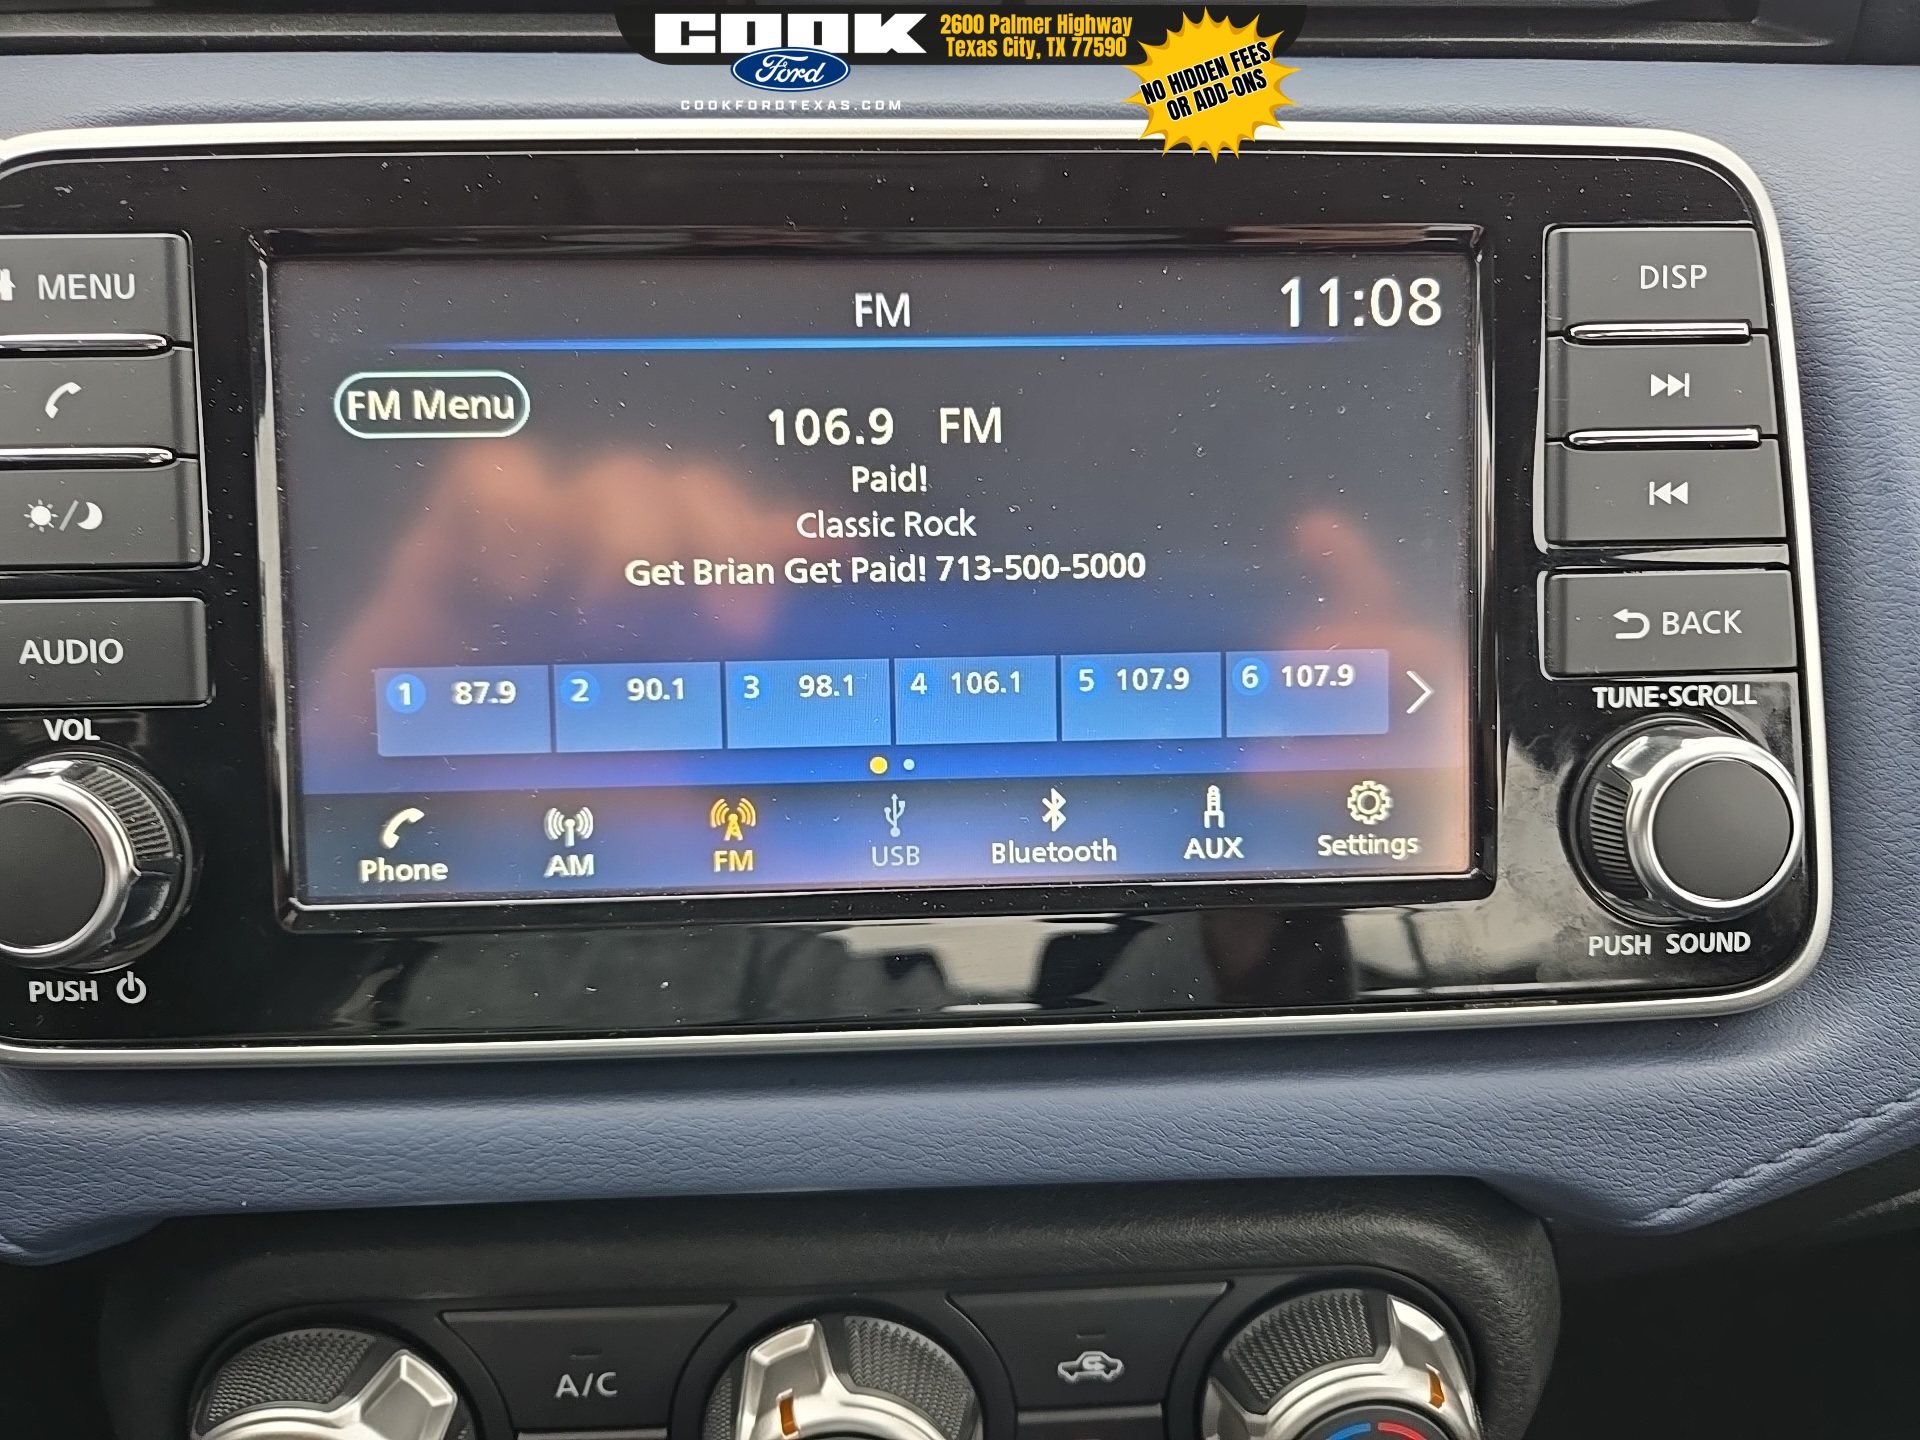 COOK
Ford
COOKFORDTEXAS.COM
2600 Palmer Highway
Texas City, TX 77590
NO HIDDEN FEES
OR ADD-ONS
MENU
AUDIO
VOL
PUSH
FM
11:08
FM Menu
106.9 FM
Paid!
Classic Rock
Get Brian Get Paid! 713-500-5000
1 87.9
2 90.1
3 98.1
4 106.1
5 107.9
6 107.9
Phone
AM
FM
USB
Bluetooth
AUX
Settings
DISP
BACK
TUNE•SCROLL
PUSH SOUND
A/C